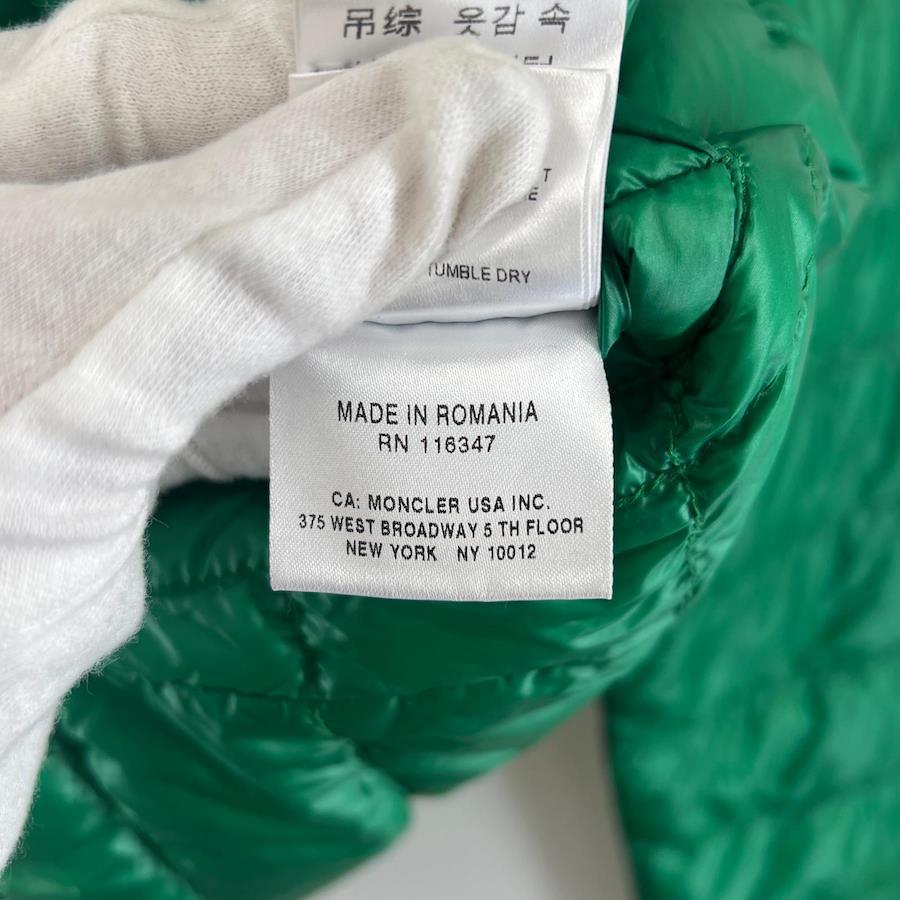 吊综 옷감 속
T
E
TUMBLE DRY
MADE IN ROMANIA
RN 116347
CA: MONCLER USA INC.
375 WEST BROADWAY 5 TH FLOOR
NEW YORK NY 10012